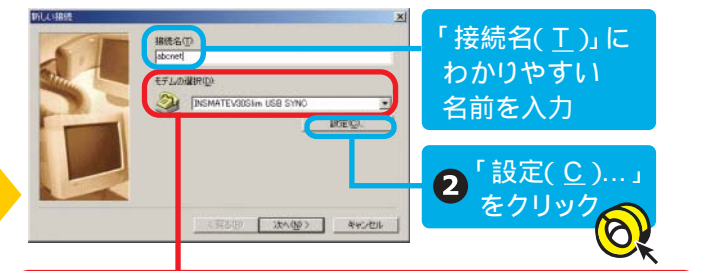 新しい接続
接続名(T)
abcnet
モデムの選択(D):
INSMATEV30Slim USB SYNC
設定(C)...
< 戻る(B)
次へ(N) >
キャンセル
「接続名(T)」に
わかりやすい
名前を入力
❷「設定(C)...」
をクリック